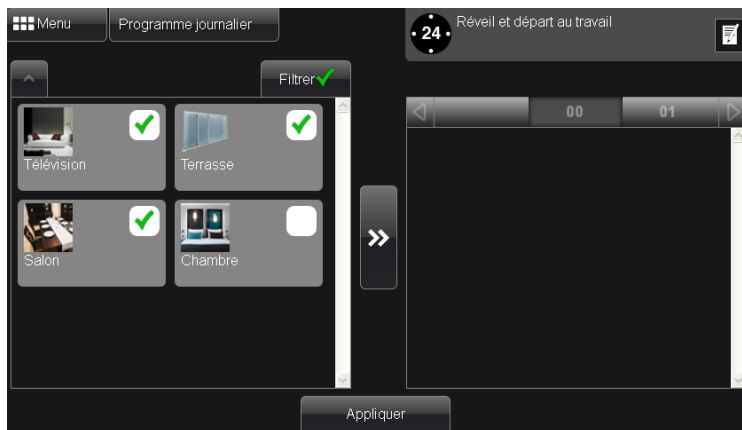 Menu
Programme journalier
24
Réveil et départ au travail
Filtrer
00
01
Télévision
Terrasse
Salon
Chambre
Appliquer